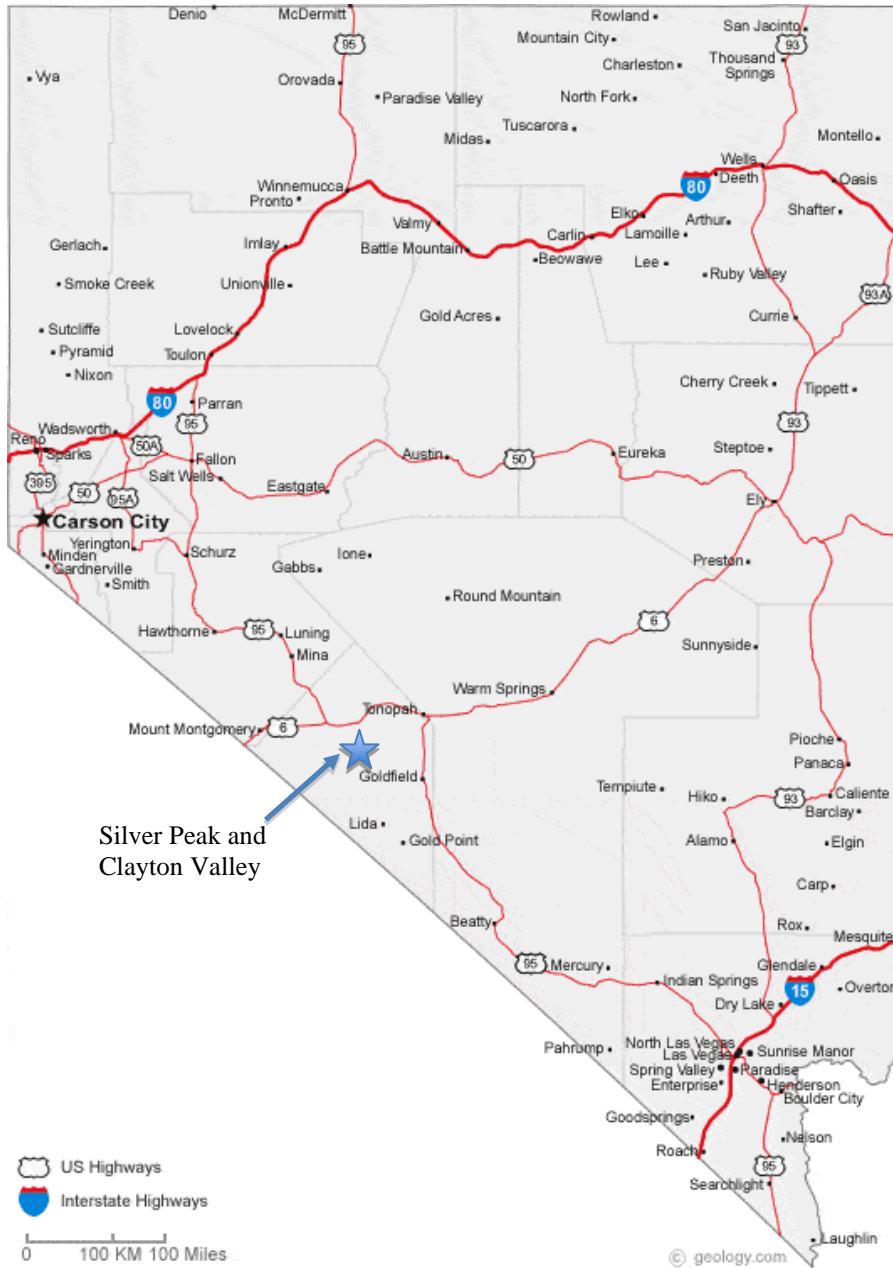 Denio
McDermitt
Rowland
San Jacinto
95
Mountain City
93
Vya
Orovada
Charleston
Thousand
Springs
Paradise Valley
North Fork
Tuscarora
Midas
Montello
Wells
Winnemucca
Pronto
80
Deeth
Oasis
Elko
Arthur
Shafter
Valmy
Carlin
Lamoille
Gerlach
Imlay
Battle Mountain
Beowawe
Lee
Ruby Valley
Smoke Creek
Unionville
93A
Gold Acres
Currie
Sutcliffe
Lovelock
Pyramid
Toulon
Nixon
Cherry Creek
Tippett
80
Parran
95
93
Wadsworth
Reno
Sparks
50A
Austin
50
Eureka
Steptoe
Fallon
395
50
95A
Salt Wells
Eastgate
Ely
Carson City
Yerington
Schurz
Ione
Minden
Gardnerville
Gabbs
Preston
Smith
Round Mountain
Hawthorne
95
Luning
6
Sunnyside
Mina
Warm Springs
Tonopah
Mount Montgomery
6
Pioche
Panaca
Goldfield
Tempiute
Hiko
93
Caliente
Barclay
Silver Peak and
Clayton Valley
Lida
Gold Point
Alamo
Elgin
Carp
Beatty
Rox
Mesquite
95
Mercury
Glendale
Indian Springs
15
Overton
Dry Lake
Pahrump
North Las Vegas
Las Vegas
Sunrise Manor
Spring Valley
Paradise
Enterprise
Henderson
Boulder City
Goodsprings
Nelson
Roach
95
Searchlight
US Highways
Interstate Highways
Laughlin
0 100 KM 100 Miles
© geology.com